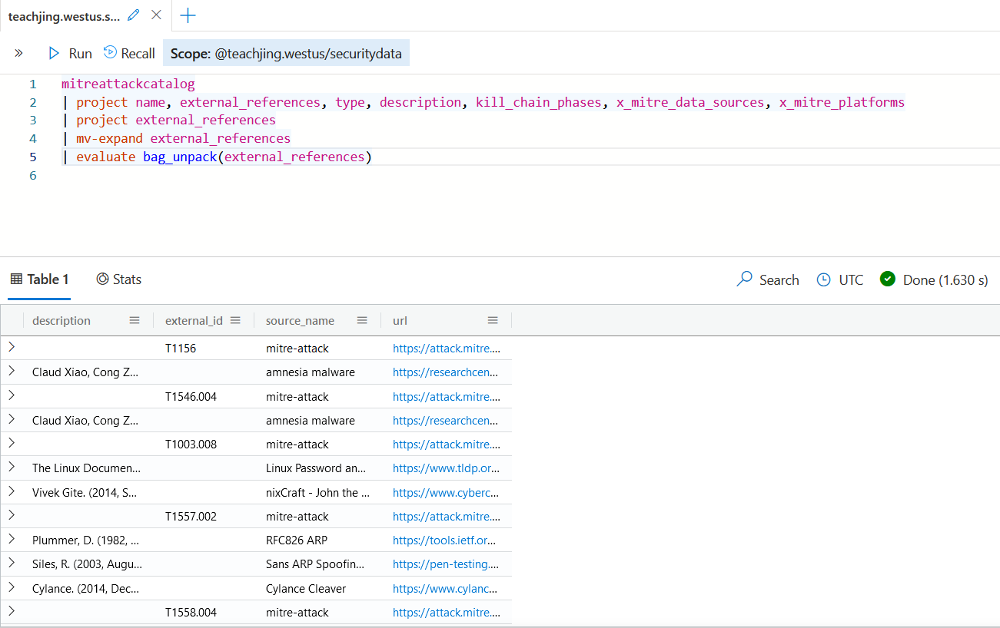 teachjing.westus.s...
Run Recall Scope: @teachjing.westus/securitydata
1 mitreattackcatalog
2 | project name, external_references, type, description, kill_chain_phases, x_mitre_data_sources, x_mitre_platforms
3 | project external_references
4 | mv-expand external_references
5 | evaluate bag_unpack(external_references)
6
Table 1 Stats Search UTC Done (1.630 s)
description external_id source_name url
T1156 mitre-attack https://attack.mitre....
Claud Xiao, Cong Z... amnesia malware https://researchcen...
T1546.004 mitre-attack https://attack.mitre....
Claud Xiao, Cong Z... amnesia malware https://researchcen...
T1003.008 mitre-attack https://attack.mitre....
The Linux Documen... Linux Password an... https://www.tldp.or...
Vivek Gite. (2014, S... nixCraft - John the ... https://www.cyberc...
T1557.002 mitre-attack https://attack.mitre....
Plummer, D. (1982, ... RFC826 ARP https://tools.ietf.or...
Siles, R. (2003, Augu... Sans ARP Spoofin... https://pen-testing....
Cylance. (2014, Dec... Cylance Cleaver https://www.cylanc...
T1558.004 mitre-attack https://attack.mitre....